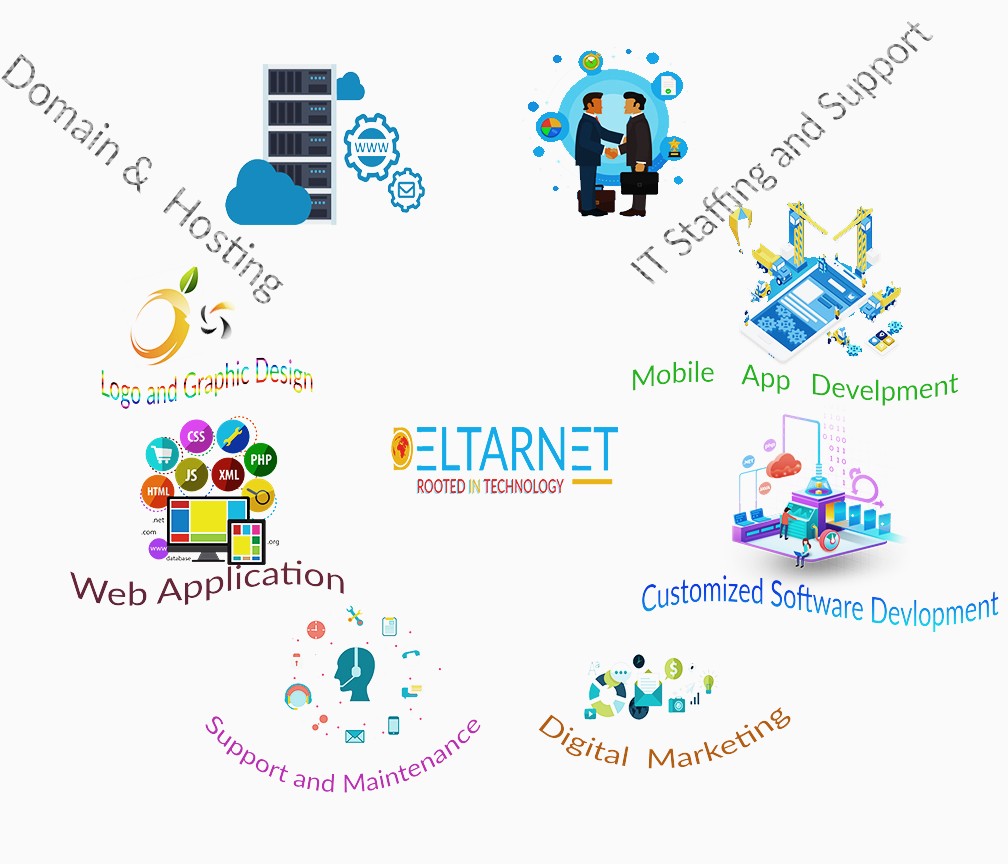 Domain & Hosting
IT Staffing and Support
WWW
Logo and Graphic Design
Mobile App Develpment
CSS
JS
XML
PHP
HTML
.net
.com
www
database
.org
Web Application
DELTARNET
ROOTED IN TECHNOLOGY
Customized Software Devlopment
Support and Maintenance
Digital Marketing